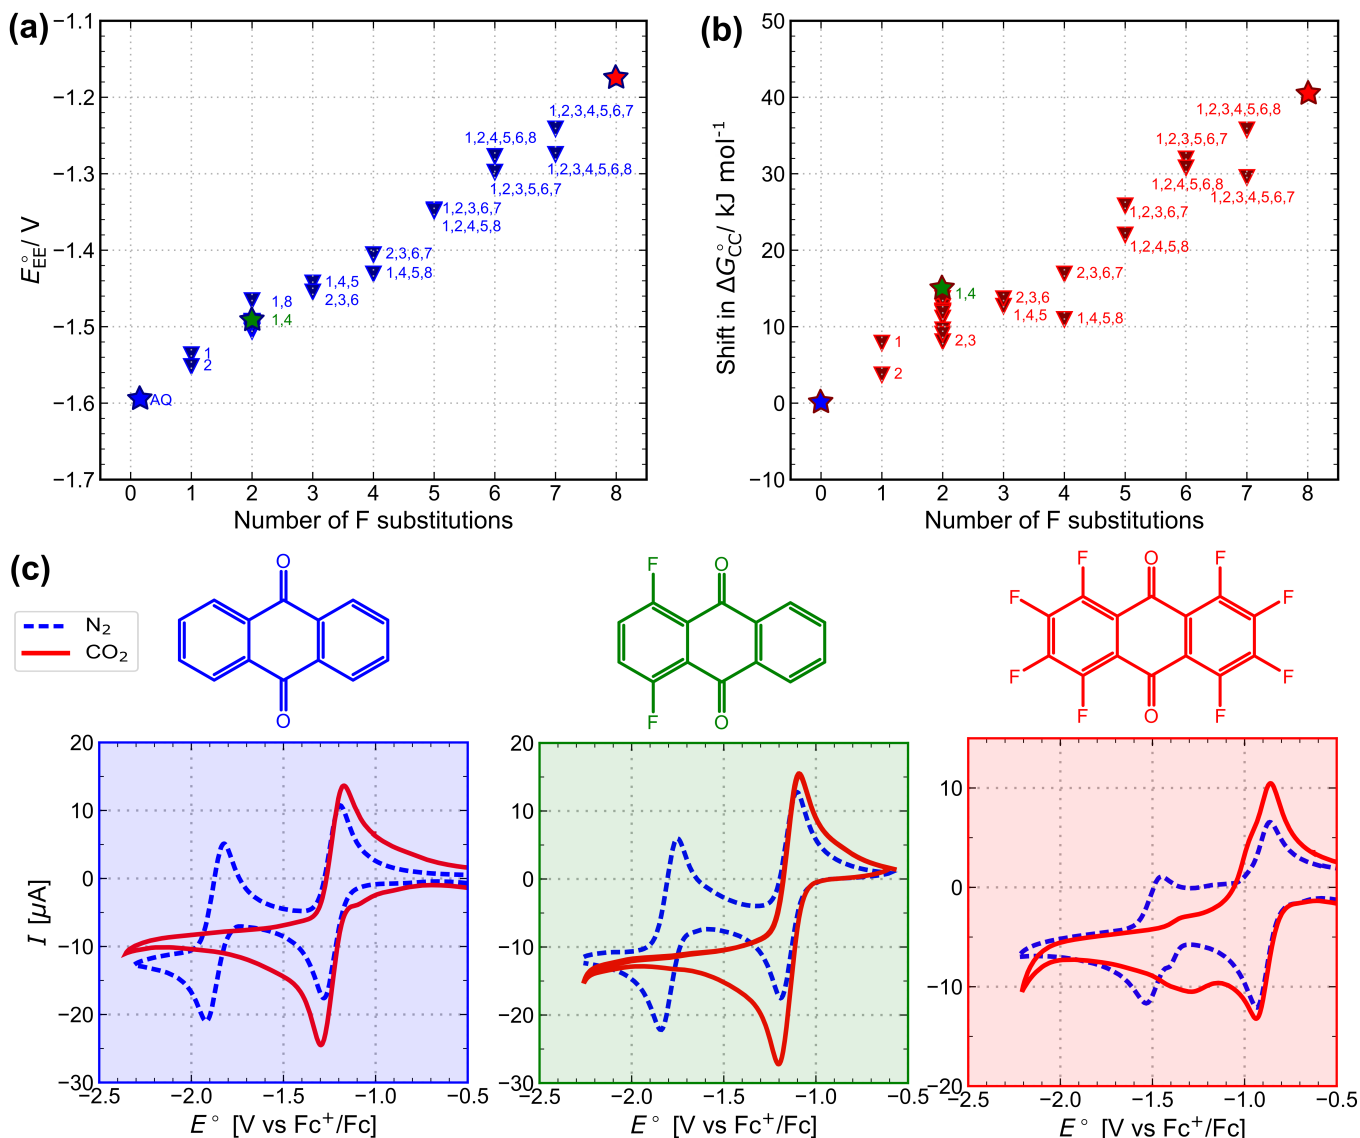 (a)
−1.1
−1.2
−1.3
−1.4
−1.5
−1.6
−1.7
E°EE/ V
0 1 2 3 4 5 6 7 8
Number of F substitutions
AQ
1
2
1,8
1,4
1,4,5
2,3,6
2,3,6,7
1,4,5,8
1,2,3,6,7
1,2,4,5,8
1,2,4,5,6,8
1,2,3,5,6,7
1,2,3,4,5,6,7
1,2,3,4,5,6,8
(b)
50
40
30
20
10
0
−10
Shift in ΔG°CC/ kJ mol⁻¹
0 1 2 3 4 5 6 7 8
Number of F substitutions
1
2
1,4
2,3
2,3,6
1,4,5
2,3,6,7
1,4,5,8
1,2,3,6,7
1,2,4,5,8
1,2,3,5,6,7
1,2,4,5,6,8
1,2,3,4,5,6,8
1,2,3,4,5,6,7
(c)
N₂
CO₂
O
O
F O
F O
F O F
F F
F F
F O F
20
10
0
−10
−20
−30
I [μA]
−2.5 −2.0 −1.5 −1.0 −0.5
E° [V vs Fc⁺/Fc]
20
10
0
−10
−20
−30
−2.0 −1.5 −1.0
E° [V vs Fc⁺/Fc]
10
0
−10
−20
−2.0 −1.5 −1.0 −0.5
E° [V vs Fc⁺/Fc]